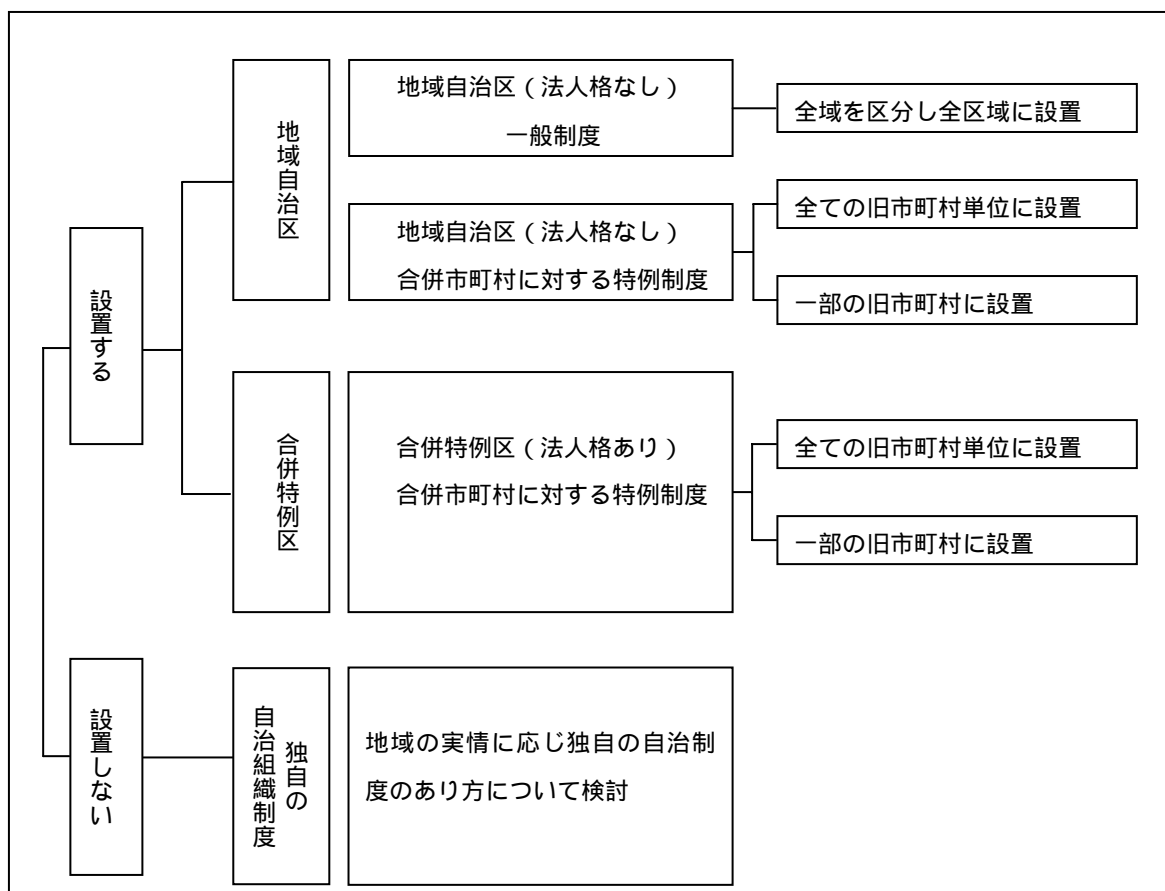 設置する
地域自治区
地域自治区（法人格なし）
一般制度
全域を区分し全区域に設置
地域自治区（法人格なし）
合併市町村に対する特例制度
全ての旧市町村単位に設置
一部の旧市町村に設置
合併特例区
合併特例区（法人格あり）
合併市町村に対する特例制度
全ての旧市町村単位に設置
一部の旧市町村に設置
設置しない
独自の
自治組織制度
地域の実情に応じ独自の自治制
度のあり方について検討